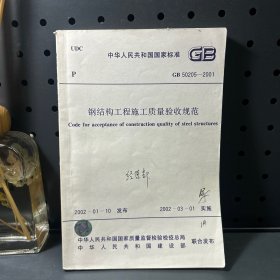 UDC
中华人民共和国国家标准 GB
P
GB 50205—2001
钢结构工程施工质量验收规范
Code for acceptance of construction quality of steel structures
2002—01—10 发布
2002—03—01 实施
中华人民共和国国家质量监督检验检疫总局
中华人民共和国建设部
联合发布